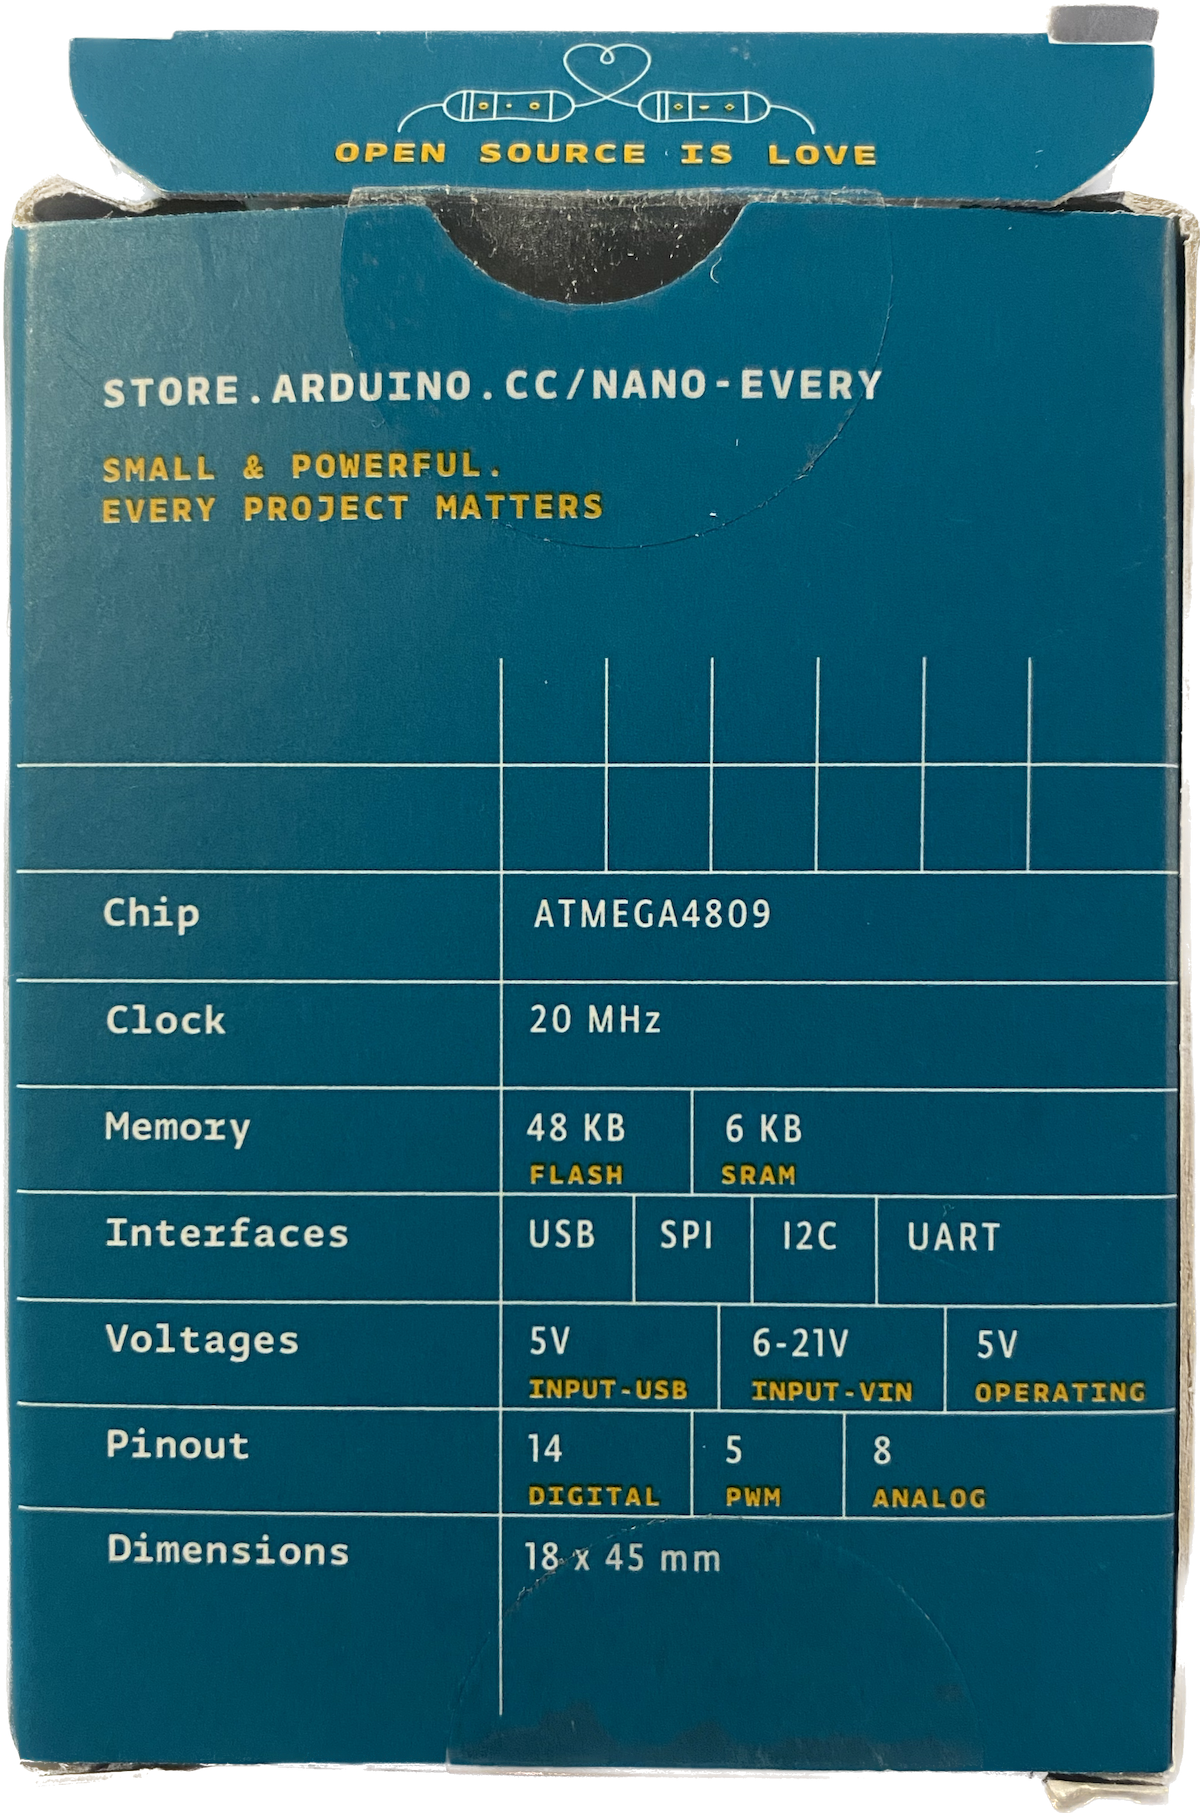 OPEN SOURCE IS LOVE
STORE.ARDUINO.CC/NANO-EVERY
SMALL & POWERFUL.
EVERY PROJECT MATTERS
Chip ATMEGA4809
Clock 20 MHz
Memory 48 KB 6 KB
FLASH SRAM
Interfaces USB SPI I2C UART
Voltages 5V 6-21V 5V
INPUT-USB INPUT-VIN OPERATING
Pinout 14 5 8
DIGITAL PWM ANALOG
Dimensions 18 x 45 mm